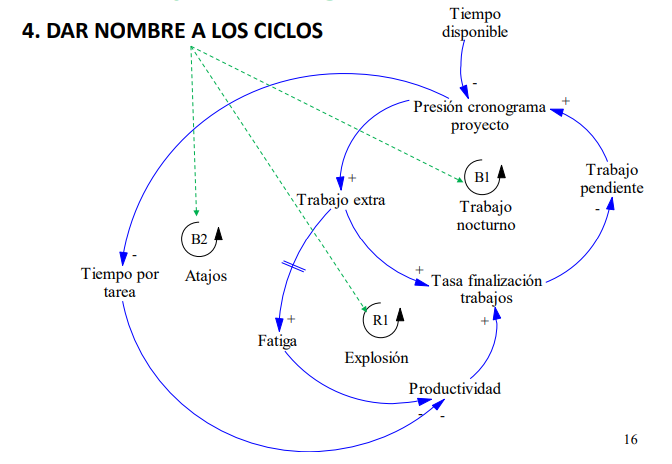 4. DAR NOMBRE A LOS CICLOS
Tiempo
disponible
-
Presión cronograma
proyecto
+
Trabajo
pendiente
-
+
Trabajo extra
B1
Trabajo
nocturno
B2
Atajos
-
Tiempo por
tarea
+
Tasa finalización
trabajos
+
+
Fatiga
R1
Explosión
Productividad
-
-
16